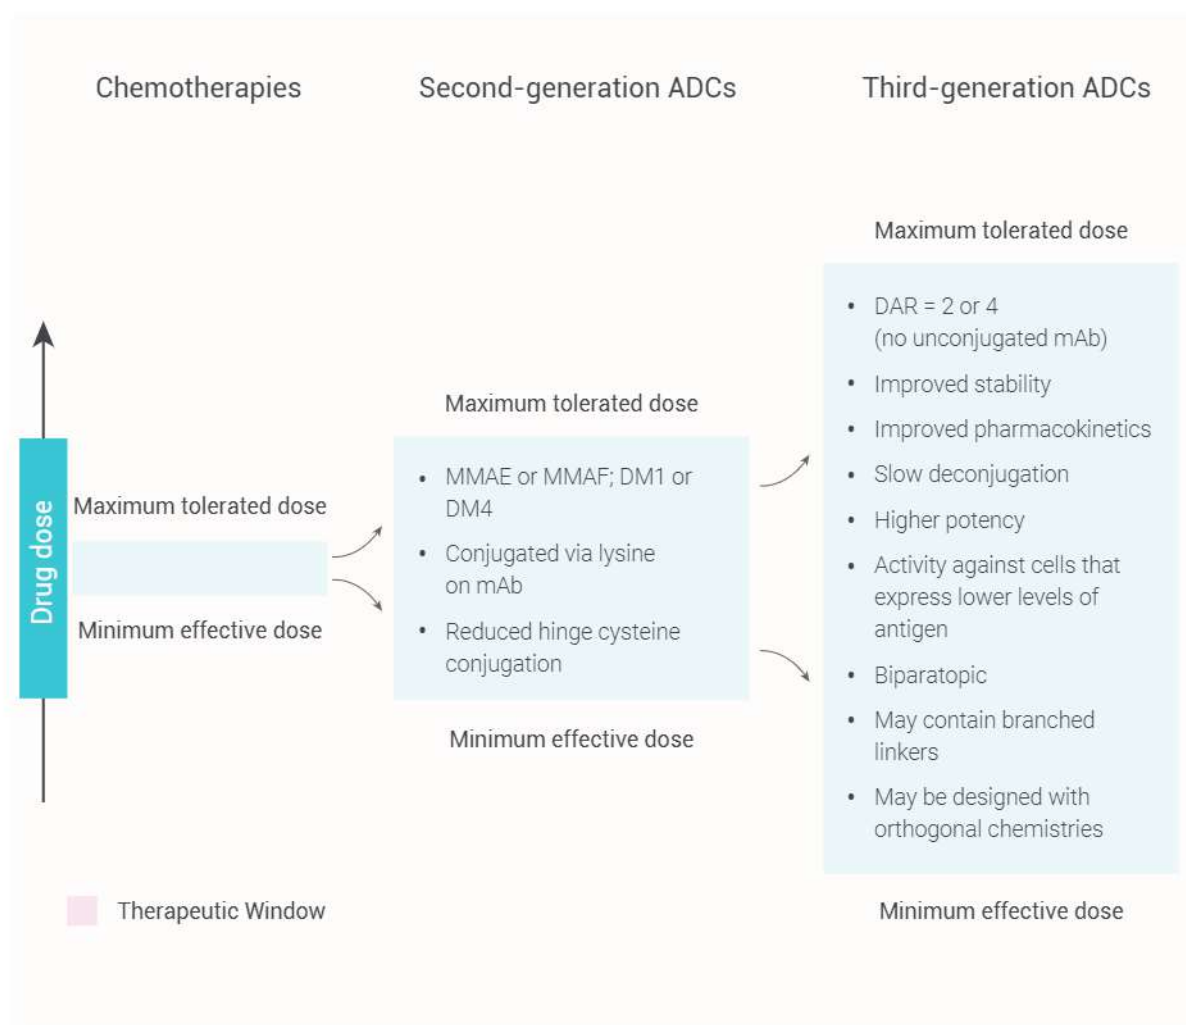 Chemotherapies
Second-generation ADCs
Third-generation ADCs
Drug dose
Maximum tolerated dose
Minimum effective dose
Maximum tolerated dose
• MMAE or MMAF; DM1 or
DM4
• Conjugated via lysine
on mAb
• Reduced hinge cysteine
conjugation
Minimum effective dose
Maximum tolerated dose
• DAR = 2 or 4
(no unconjugated mAb)
• Improved stability
• Improved pharmacokinetics
• Slow deconjugation
• Higher potency
• Activity against cells that
express lower levels of
antigen
• Biparatopic
• May contain branched
linkers
• May be designed with
orthogonal chemistries
Minimum effective dose
Therapeutic Window